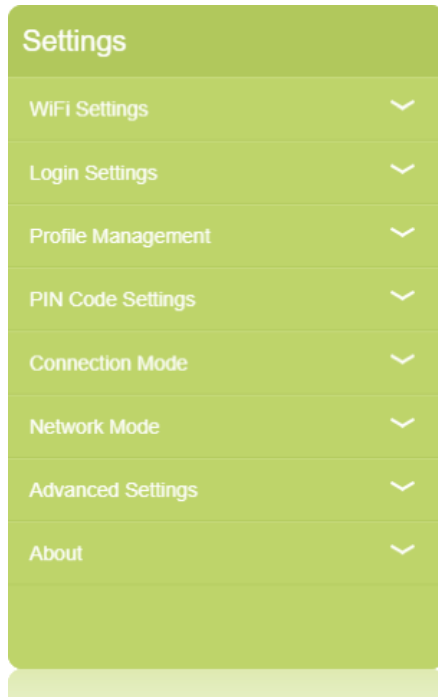 Settings
WiFi Settings
Login Settings
Profile Management
PIN Code Settings
Connection Mode
Network Mode
Advanced Settings
About